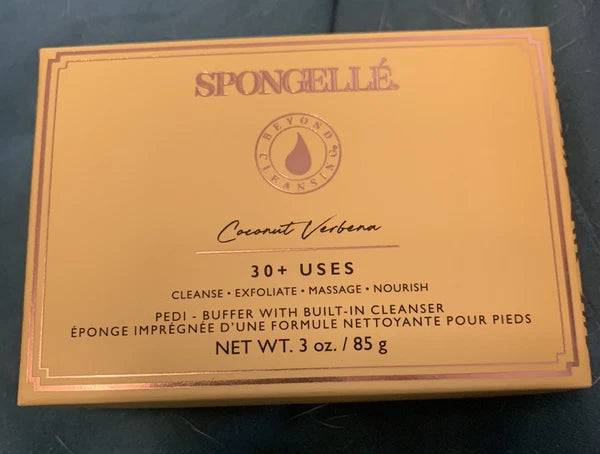 SPONGELLÉ
BEYOND CLEANSING®
Coconut Verbena
30+ USES
CLEANSE • EXFOLIATE • MASSAGE • NOURISH
PEDI - BUFFER WITH BUILT-IN CLEANSER
ÉPONGE IMPRÉGNÉE D'UNE FORMULE NETTOYANTE POUR PIEDS
NET WT. 3 oz. / 85 g